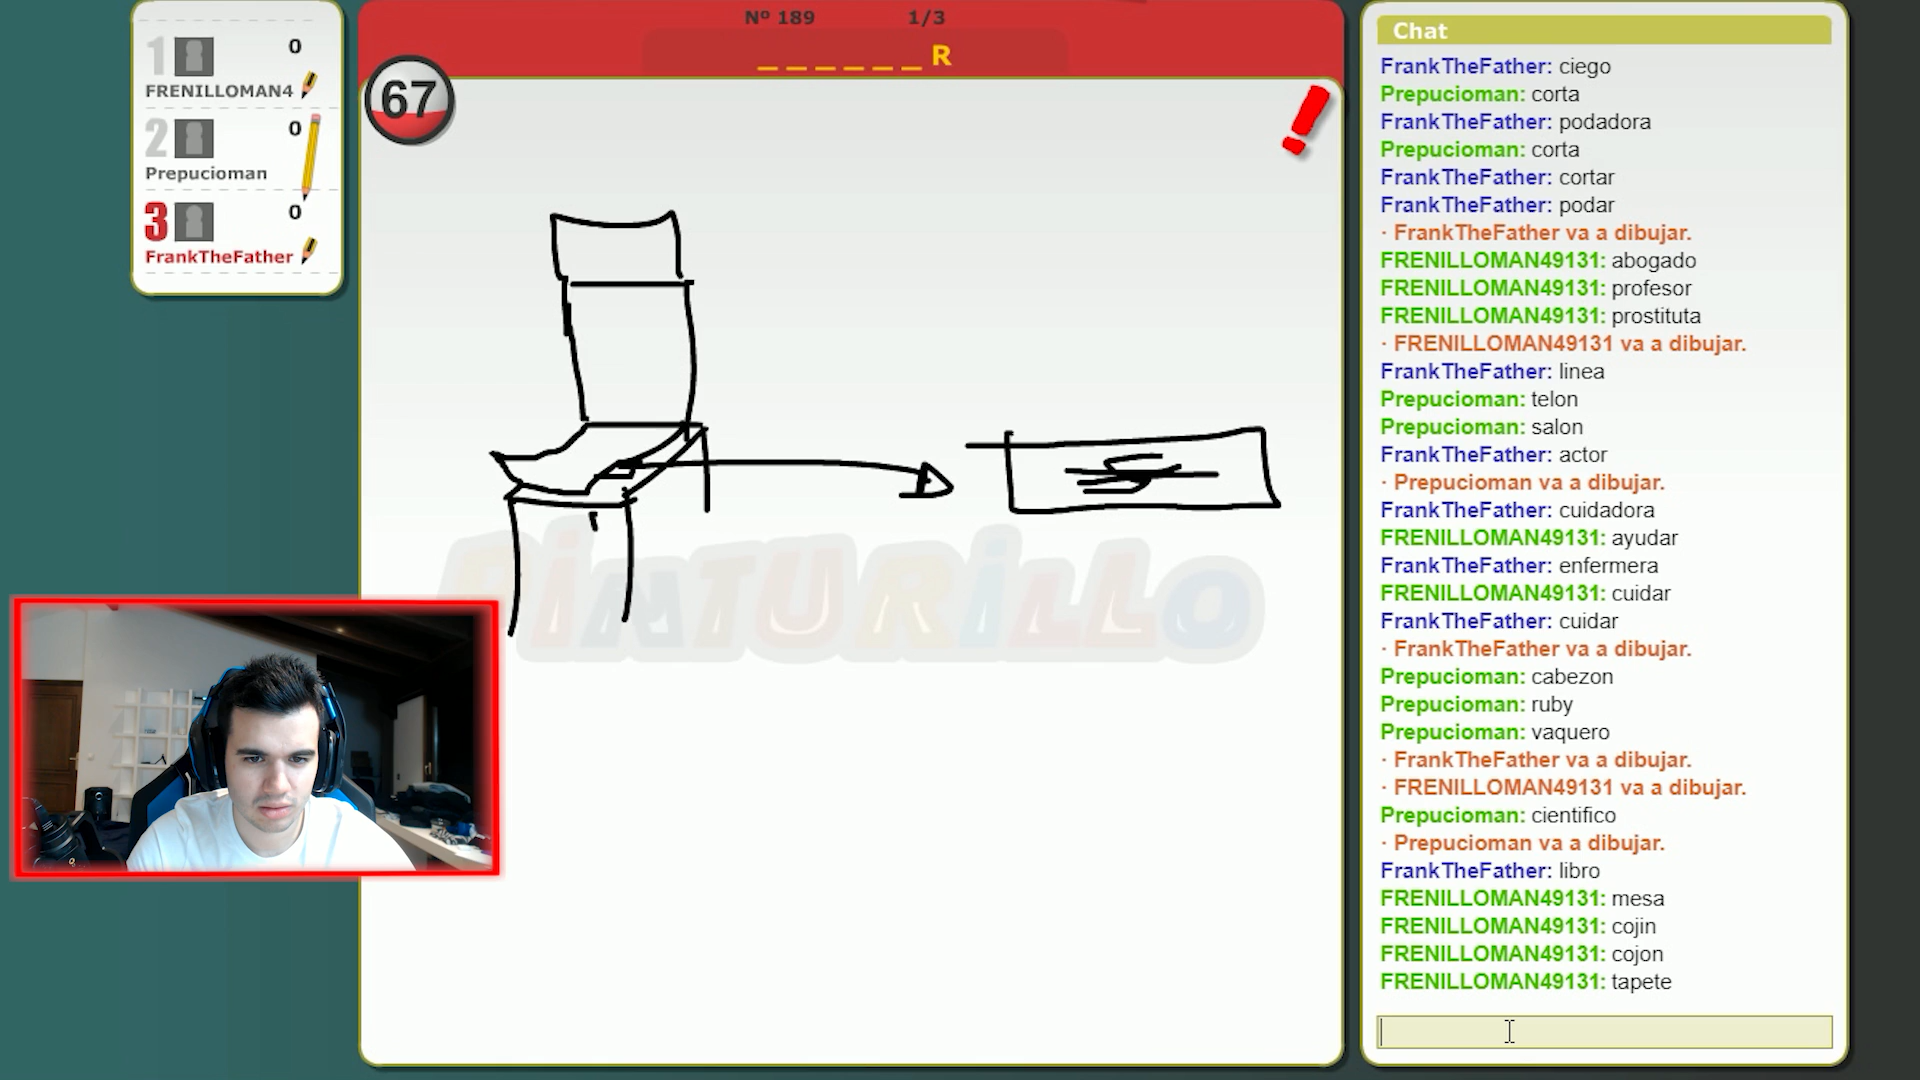 1 0
FRENILLOMAN4
2 0
Prepucioman
3 0
FrankTheFather
Nº 189 1/3
_ _ _ _ _ _ R
67
PiNTURiLLO
Chat
FrankTheFather: ciego
Prepucioman: corta
FrankTheFather: podadora
Prepucioman: corta
FrankTheFather: cortar
FrankTheFather: podar
· FrankTheFather va a dibujar.
FRENILLOMAN49131: abogado
FRENILLOMAN49131: profesor
FRENILLOMAN49131: prostituta
· FRENILLOMAN49131 va a dibujar.
FrankTheFather: linea
Prepucioman: telon
Prepucioman: salon
FrankTheFather: actor
· Prepucioman va a dibujar.
FrankTheFather: cuidadora
FRENILLOMAN49131: ayudar
FrankTheFather: enfermera
FRENILLOMAN49131: cuidar
FrankTheFather: cuidar
· FrankTheFather va a dibujar.
Prepucioman: cabezon
Prepucioman: ruby
Prepucioman: vaquero
· FrankTheFather va a dibujar.
· FRENILLOMAN49131 va a dibujar.
Prepucioman: cientifico
· Prepucioman va a dibujar.
FrankTheFather: libro
FRENILLOMAN49131: mesa
FRENILLOMAN49131: cojin
FRENILLOMAN49131: cojon
FRENILLOMAN49131: tapete